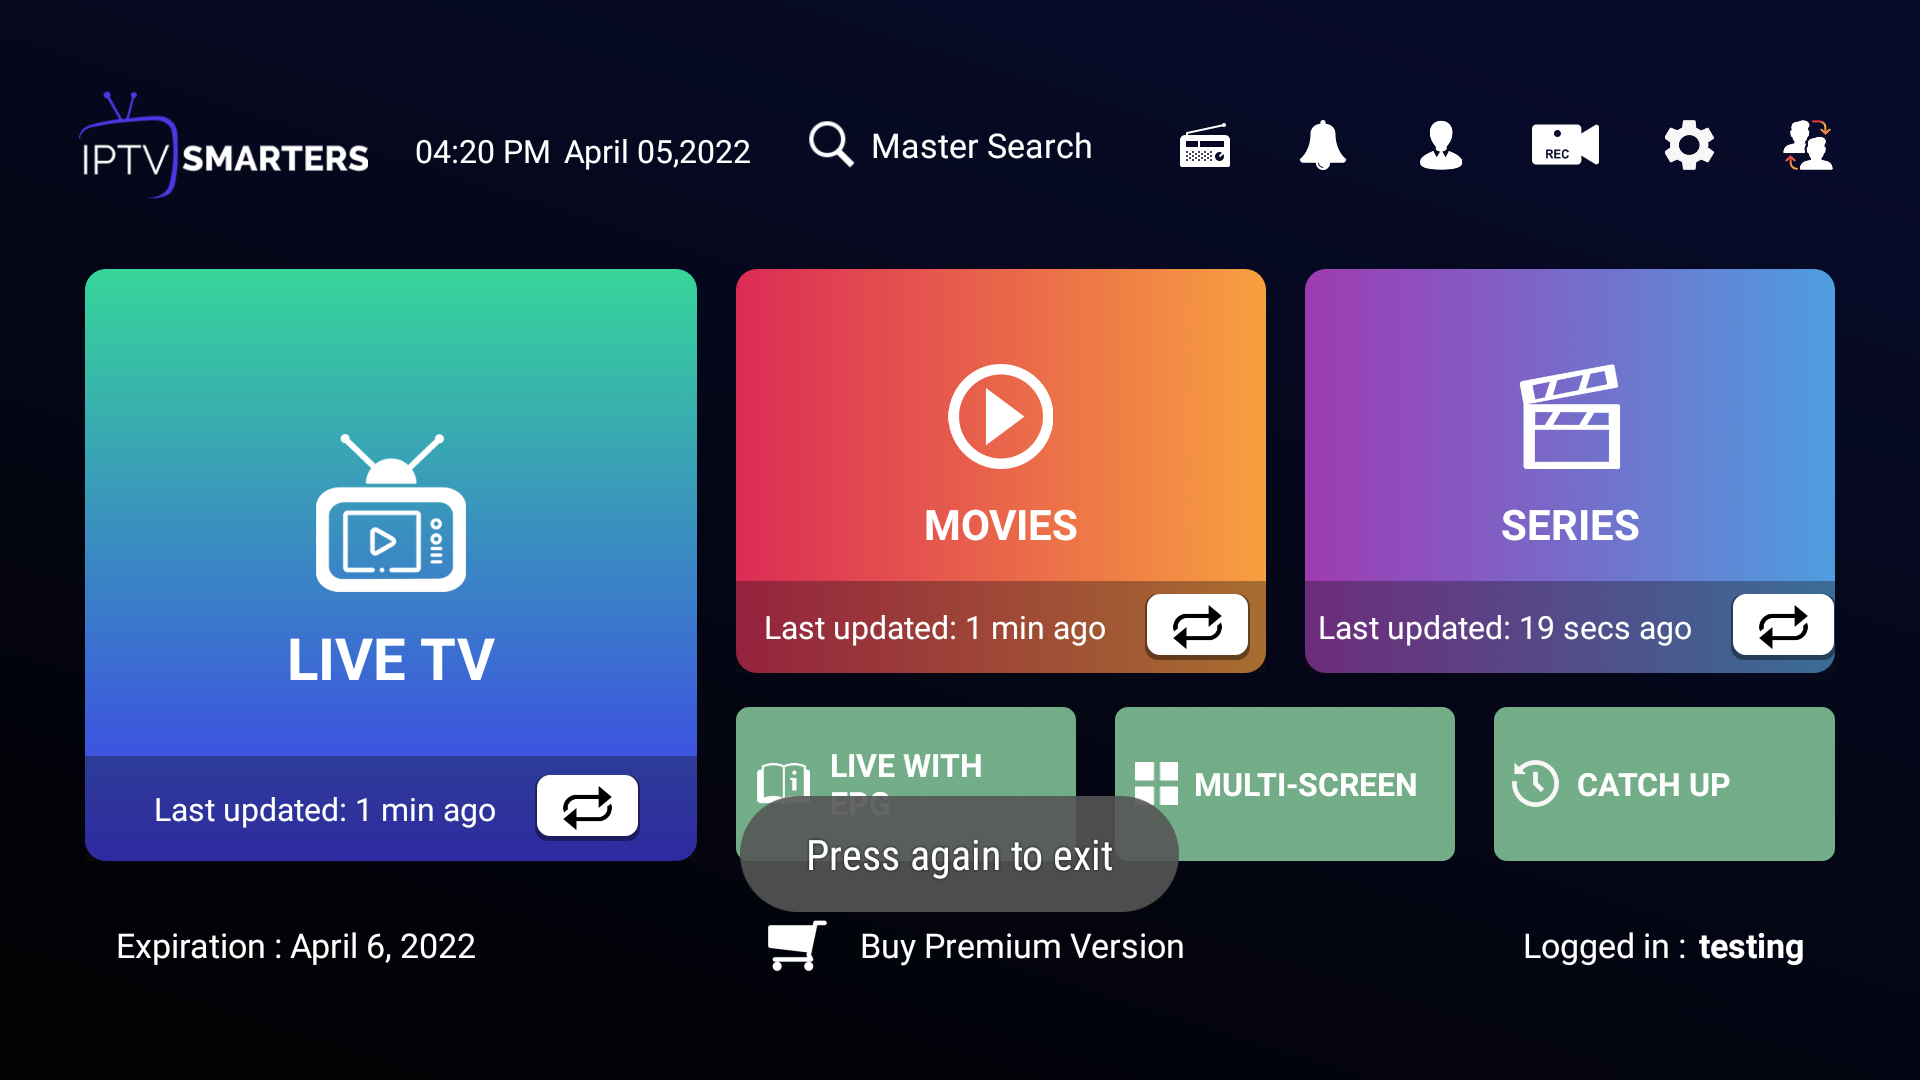 IPTV SMARTERS
04:20 PM April 05,2022
Master Search
REC
LIVE TV
Last updated: 1 min ago
MOVIES
Last updated: 1 min ago
SERIES
Last updated: 19 secs ago
LIVE WITH
EPG
MULTI-SCREEN
CATCH UP
Press again to exit
Expiration : April 6, 2022
Buy Premium Version
Logged in : testing